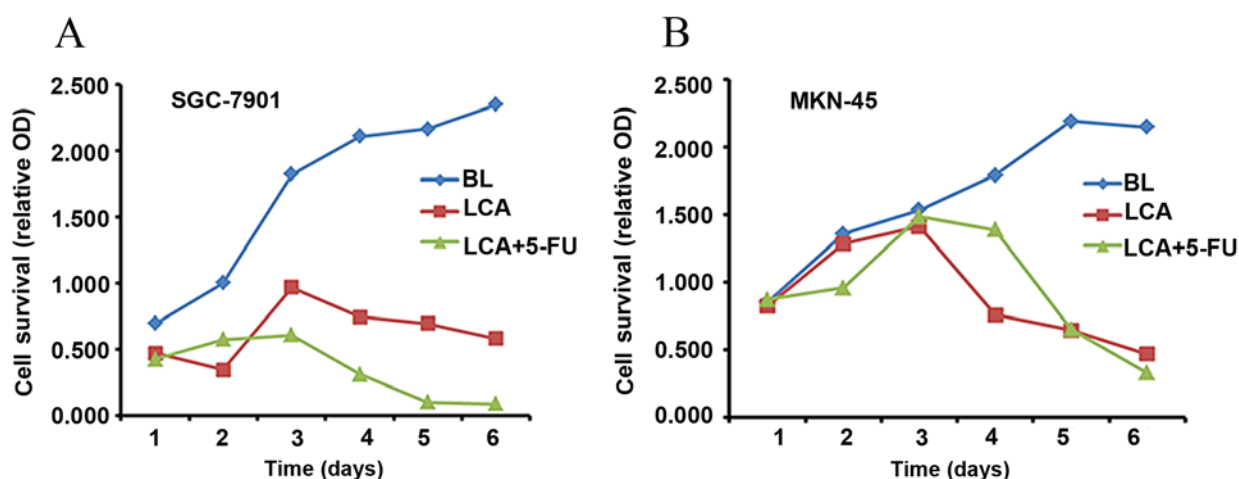 A
Cell survival (relative OD)
2.500
2.000
1.500
1.000
0.500
0.000
SGC-7901
BL
LCA
LCA+5-FU
1 2 3 4 5 6
Time (days)
B
Cell survival (relative OD)
2.500
2.000
1.500
1.000
0.500
0.000
MKN-45
BL
LCA
LCA+5-FU
1 2 3 4 5 6
Time (days)